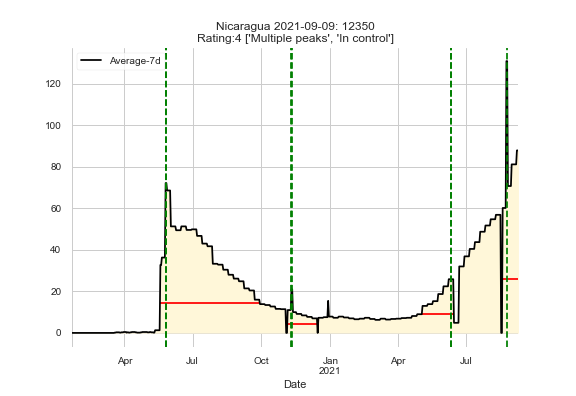 Nicaragua 2021-09-09: 12350
Rating:4 ['Multiple peaks', 'In control']
Average-7d
120
100
80
60
40
20
0
Apr
Jul
Oct
Jan
2021
Apr
Jul
Date